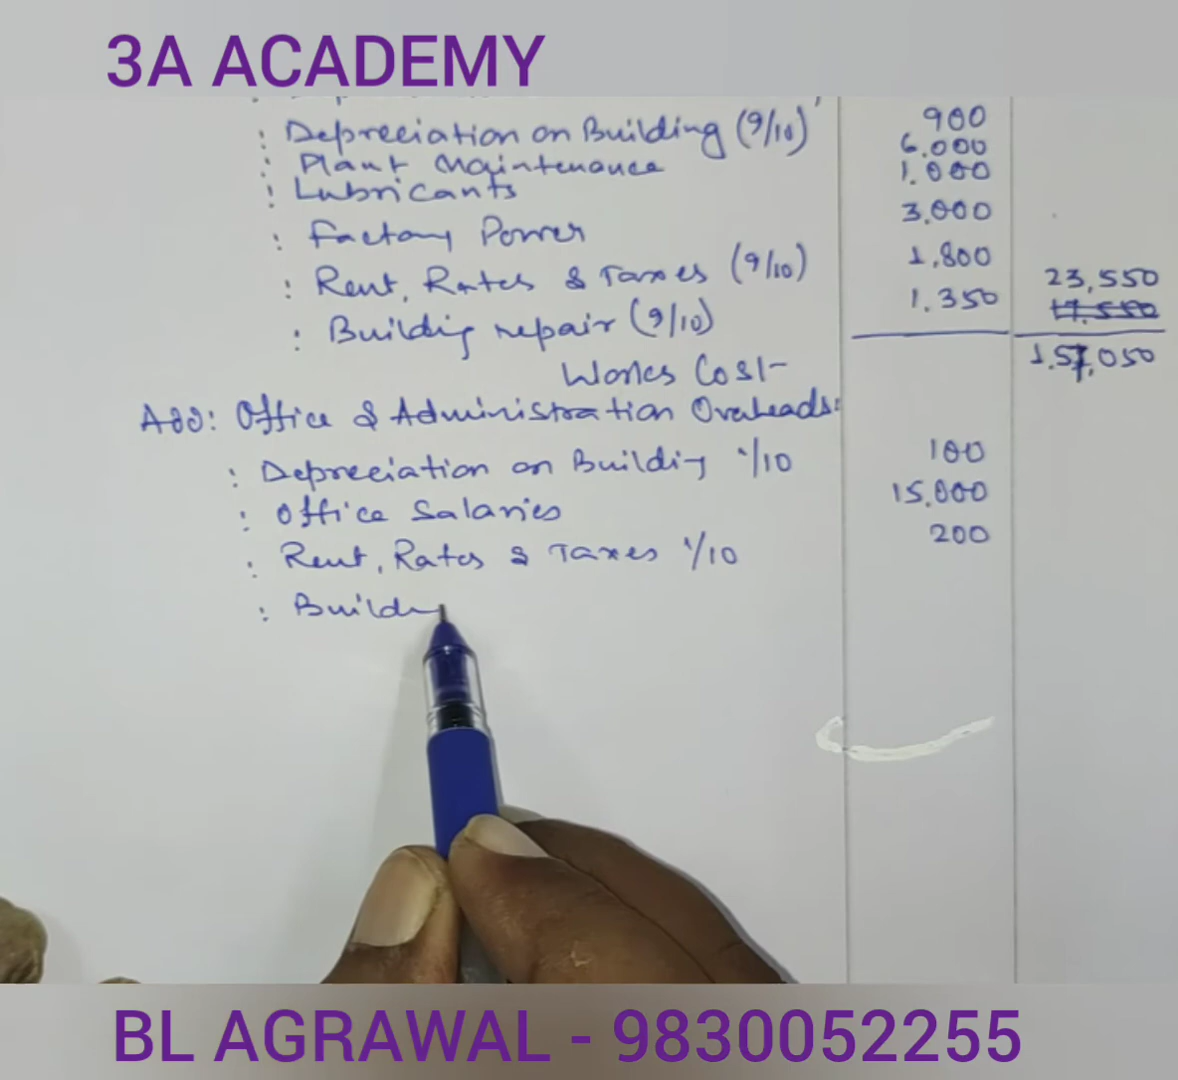 3A ACADEMY
: Depreciation on Building (9/10) 900
: Plant Maintenance 6.000
: Lubricants 1.000
: Factory Power 3.000
: Rent, Rates & Taxes (9/10) 1,800 23,550
: Building repair (9/10) 1.350 17,550
Works Cost 1.57,050
Add: Office & Administration Overheads:
: Depreciation on Building 1/10 100
: Office Salaries 15.000
: Rent, Rates & Taxes 1/10 200
: Buildi
BL AGRAWAL - 9830052255